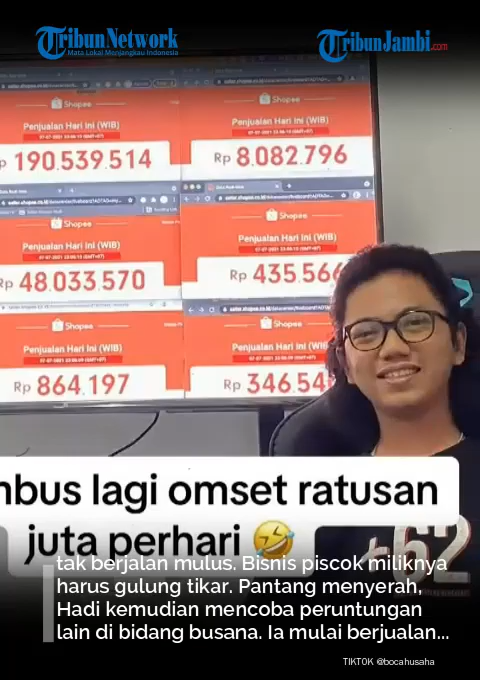 TribunNetwork
Mata Lokal Menjangkau Indonesia
TribunJambi.com
Shopee
Penjualan Hari Ini (WIB)
190.539.514
Shopee
Penjualan Hari Ini (WIB)
Rp 8.082.796
Shopee
Penjualan Hari Ini (WIB)
Rp 48.033.570
Shopee
Penjualan Hari Ini (WIB)
Rp 435.566
Shopee
Penjualan Hari Ini (WIB)
Rp 864.197
Shopee
Penjualan Hari Ini (WIB)
Rp 346.54
+62
mbus lagi omset ratusan
juta perhari 🤣
tak berjalan mulus. Bisnis piscok miliknya
harus gulung tikar. Pantang menyerah,
Hadi kemudian mencoba peruntungan
lain di bidang busana. Ia mulai berjualan...
TIKTOK @bocahusaha